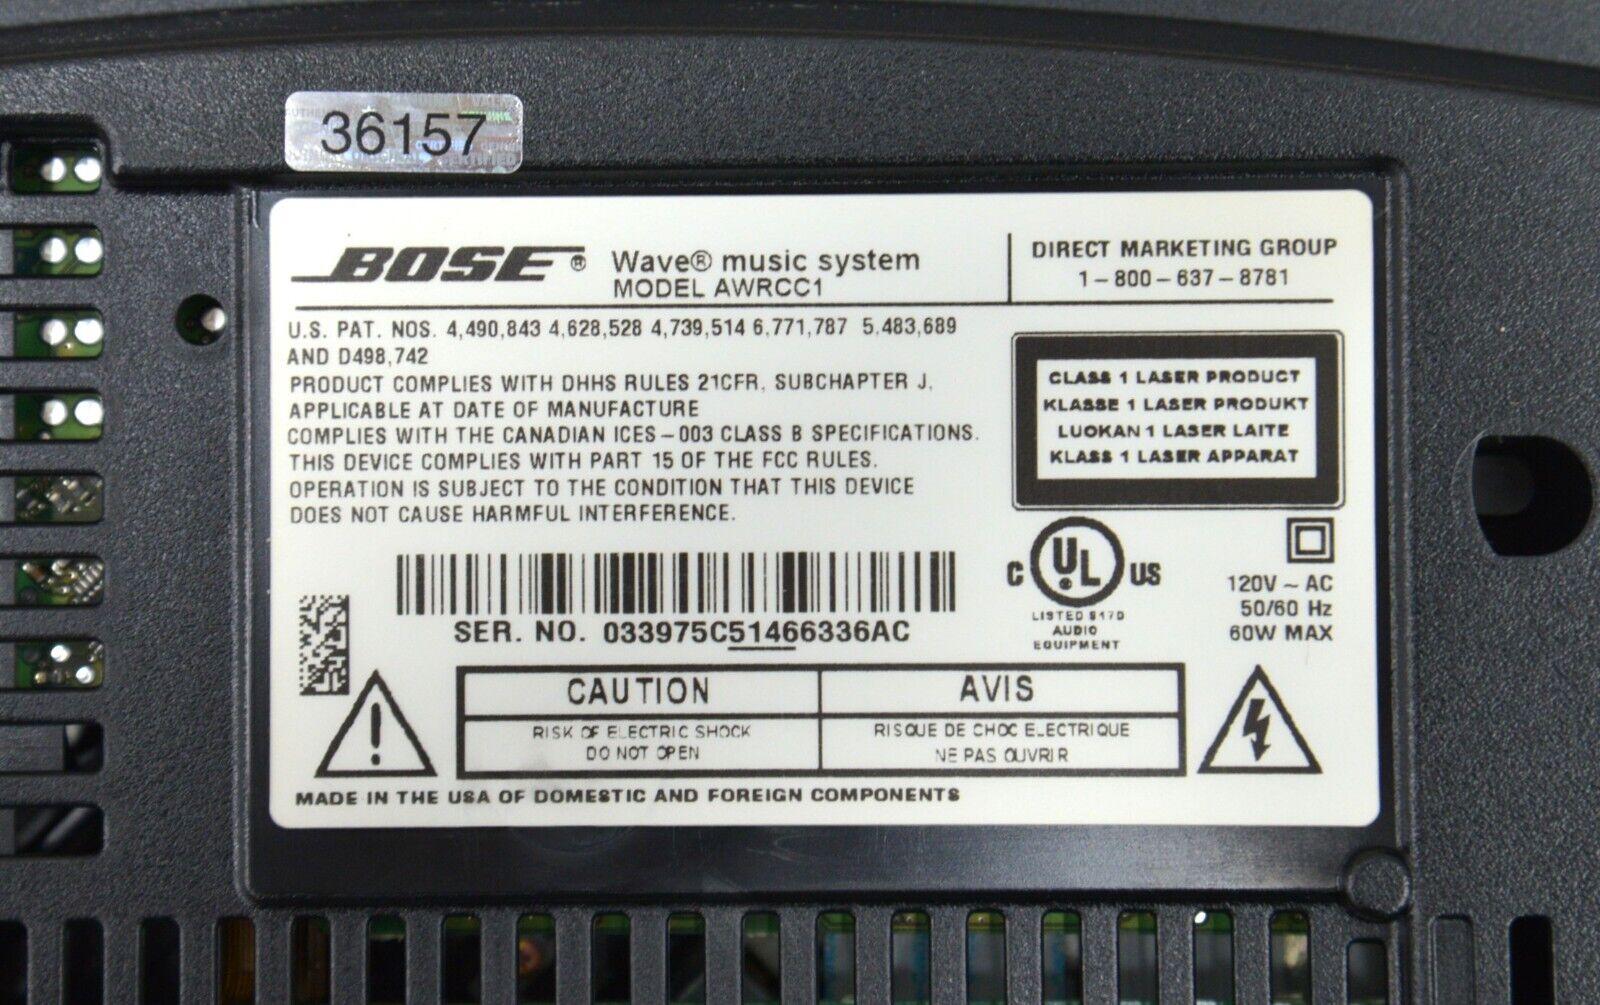 36157
BOSE® Wave® music system
MODEL AWRCC1
DIRECT MARKETING GROUP
1-800-637-8781
U.S. PAT. NOS. 4,490,843 4,628,528 4,739,514 6,771,787 5,483,689
AND D498,742
PRODUCT COMPLIES WITH DHHS RULES 21CFR, SUBCHAPTER J,
APPLICABLE AT DATE OF MANUFACTURE
COMPLIES WITH THE CANADIAN ICES-003 CLASS B SPECIFICATIONS.
THIS DEVICE COMPLIES WITH PART 15 OF THE FCC RULES.
OPERATION IS SUBJECT TO THE CONDITION THAT THIS DEVICE
DOES NOT CAUSE HARMFUL INTERFERENCE.
CLASS 1 LASER PRODUCT
KLASSE 1 LASER PRODUKT
LUOKAN 1 LASER LAITE
KLASS 1 LASER APPARAT
C UL® US
LISTED 917D
AUDIO
EQUIPMENT
120V ~ AC
50/60 Hz
60W MAX
SER. NO. 033975C51466336AC
CAUTION
RISK OF ELECTRIC SHOCK
DO NOT OPEN
AVIS
RISQUE DE CHOC ELECTRIQUE
NE PAS OUVRIR
MADE IN THE USA OF DOMESTIC AND FOREIGN COMPONENTS